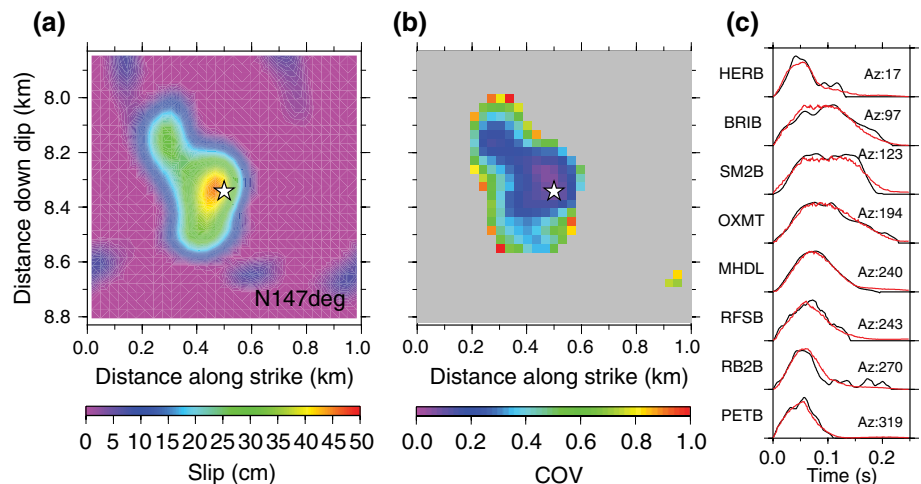 (a)
Distance down dip (km)
8.0
8.2
8.4
8.6
8.8
N147deg
0.0 0.2 0.4 0.6 0.8 1.0
Distance along strike (km)
0 5 10 15 20 25 30 35 40 45 50
Slip (cm)
(b)
0.0 0.2 0.4 0.6 0.8 1.0
Distance along strike (km)
0.0 0.2 0.4 0.6 0.8 1.0
COV
(c)
HERB Az:17
BRIB Az:97
SM2B Az:123
OXMT Az:194
MHDL Az:240
RFSB Az:243
RB2B Az:270
PETB Az:319
0.0 0.1 0.2
Time (s)